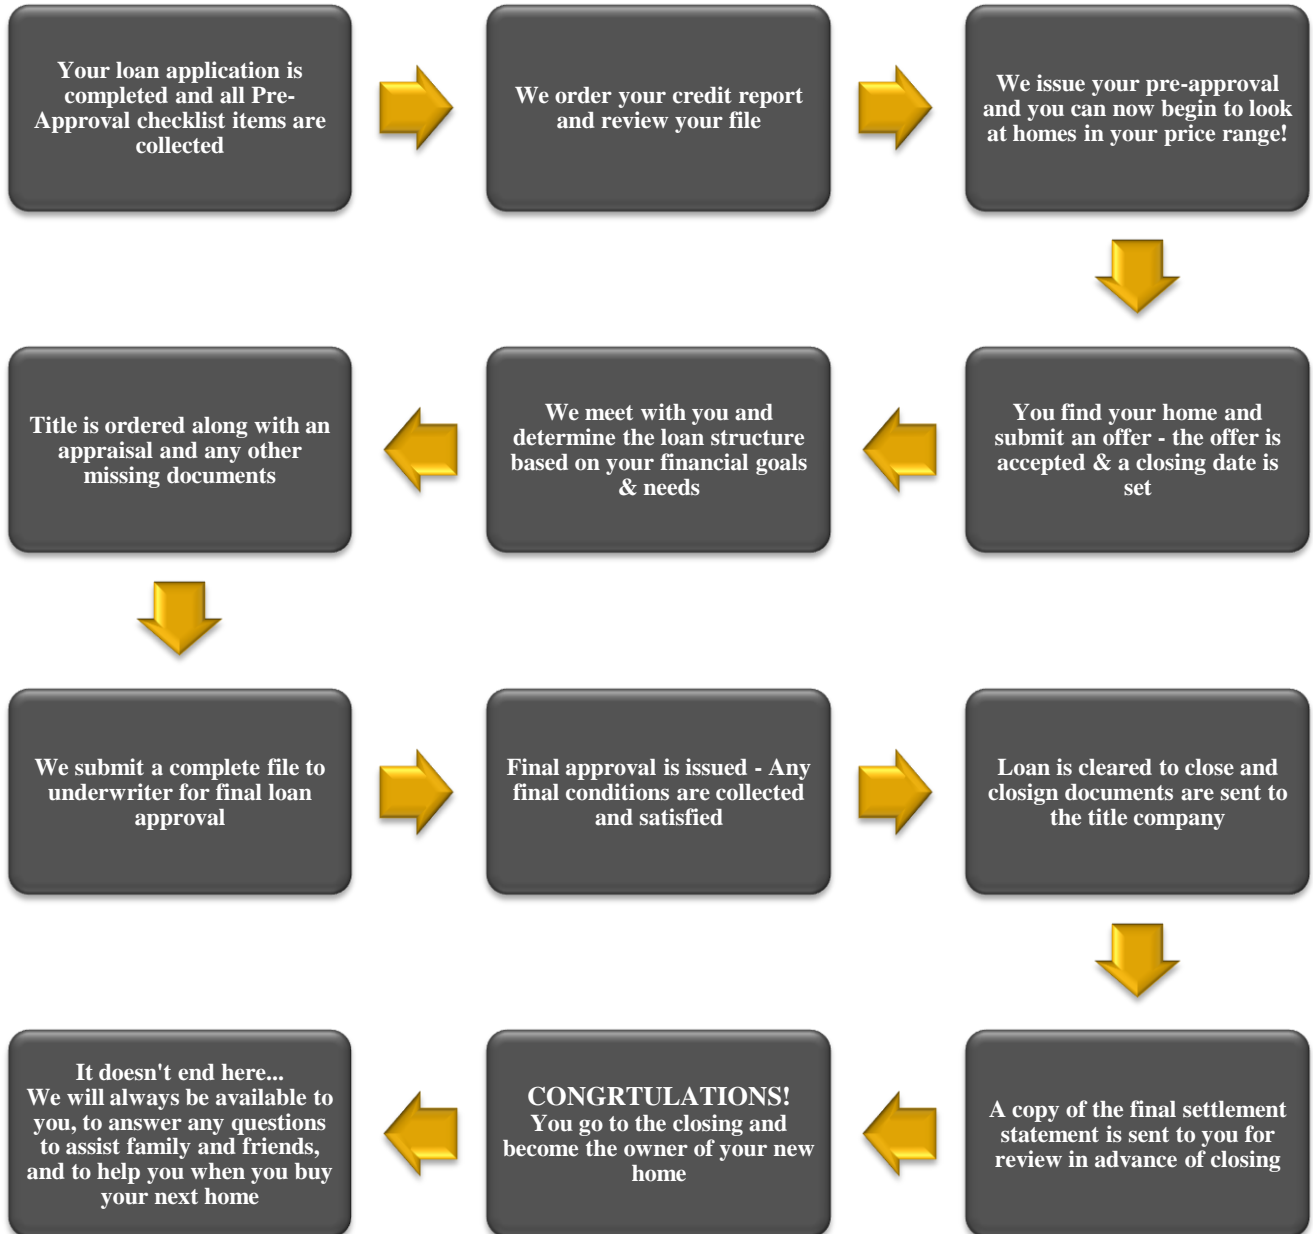 Your loan application is
completed and all Pre-
Approval checklist items are
collected
We order your credit report
and review your file
We issue your pre-approval
and you can now begin to look
at homes in your price range!
You find your home and
submit an offer - the offer is
accepted & a closing date is
set
We meet with you and
determine the loan structure
based on your financial goals
& needs
Title is ordered along with an
appraisal and any other
missing documents
We submit a complete file to
underwriter for final loan
approval
Final approval is issued - Any
final conditions are collected
and satisfied
Loan is cleared to close and
closign documents are sent to
the title company
A copy of the final settlement
statement is sent to you for
review in advance of closing
CONGRTULATIONS!
You go to the closing and
become the owner of your new
home
It doesn't end here...
We will always be available to
you, to answer any questions
to assist family and friends,
and to help you when you buy
your next home